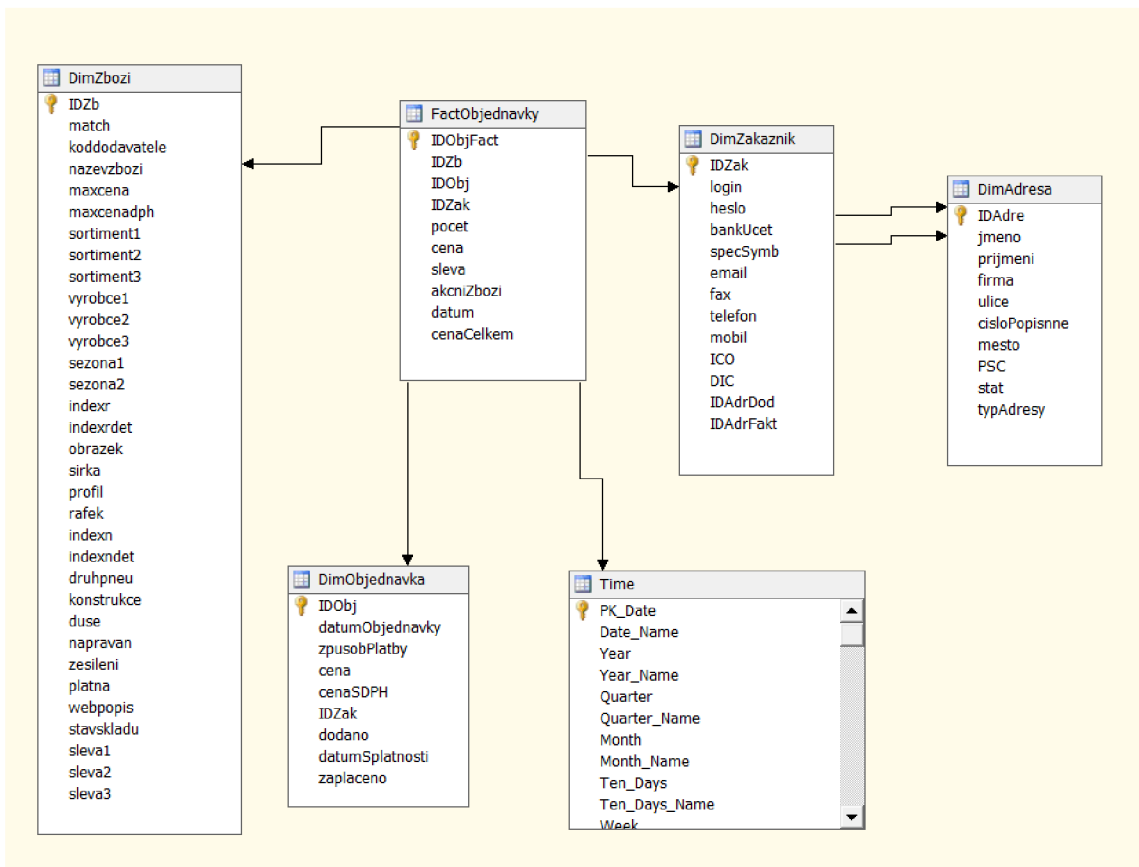 DimZbozi
IDZb
match
koddodavatele
nazevzbozi
maxcena
maxcenadph
sortiment1
sortiment2
sortiment3
vyrobce1
vyrobce2
vyrobce3
sezona1
sezona2
indexr
indexrdet
obrazek
sirka
profil
rafek
indexn
indexndet
druhpneu
konstrukce
duse
napravan
zesileni
platna
webpopis
stavskladu
sleva1
sleva2
sleva3
FactObjednavky
IDObjFact
IDZb
IDObj
IDZak
pocet
cena
sleva
akcniZbozi
datum
cenaCelkem
DimZakaznik
IDZak
login
heslo
bankUcet
specSymb
email
fax
telefon
mobil
ICO
DIC
IDAdrDod
IDAdrFakt
DimAdresa
IDAdre
jmeno
prijmeni
firma
ulice
cisloPopisnne
mesto
PSC
stat
typAdresy
DimObjednavka
IDObj
datumObjednavky
zpusobPlatby
cena
cenaSDPH
IDZak
dodano
datumSplatnosti
zaplaceno
Time
PK_Date
Date_Name
Year
Year_Name
Quarter
Quarter_Name
Month
Month_Name
Ten_Days
Ten_Days_Name
Week